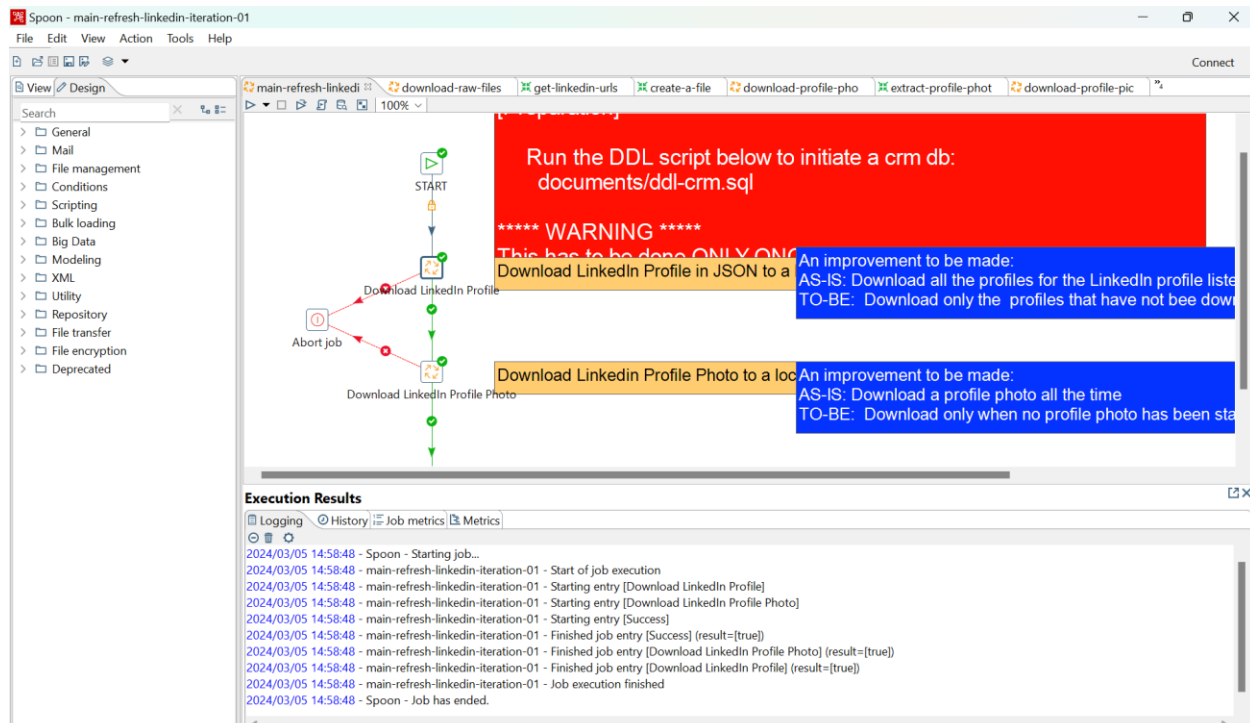 Spoon - main-refresh-linkedin-iteration-01
File Edit View Action Tools Help
Connect
View Design
main-refresh-linkedi download-raw-files get-linkedin-urls create-a-file download-profile-pho extract-profile-phot download-profile-pic »4
Search
100%
General
Mail
File management
Conditions
Scripting
Bulk loading
Big Data
Modeling
XML
Utility
Repository
File transfer
File encryption
Deprecated
START
Download LinkedIn Profile
Abort job
Download LinkedIn Profile Photo
[Preparation]
Run the DDL script below to initiate a crm db:
documents/ddl-crm.sql
***** WARNING *****
This has to be done ONLY ONC
Download LinkedIn Profile in JSON to a
An improvement to be made:
AS-IS: Download all the profiles for the LinkedIn profile liste
TO-BE: Download only the profiles that have not bee dow
Download Linkedin Profile Photo to a loc
An improvement to be made:
AS-IS: Download a profile photo all the time
TO-BE: Download only when no profile photo has been sta
Execution Results
Logging History Job metrics Metrics
2024/03/05 14:58:48 - Spoon - Starting job...
2024/03/05 14:58:48 - main-refresh-linkedin-iteration-01 - Start of job execution
2024/03/05 14:58:48 - main-refresh-linkedin-iteration-01 - Starting entry [Download LinkedIn Profile]
2024/03/05 14:58:48 - main-refresh-linkedin-iteration-01 - Starting entry [Download LinkedIn Profile Photo]
2024/03/05 14:58:48 - main-refresh-linkedin-iteration-01 - Starting entry [Success]
2024/03/05 14:58:48 - main-refresh-linkedin-iteration-01 - Finished job entry [Success] (result=[true])
2024/03/05 14:58:48 - main-refresh-linkedin-iteration-01 - Finished job entry [Download LinkedIn Profile Photo] (result=[true])
2024/03/05 14:58:48 - main-refresh-linkedin-iteration-01 - Finished job entry [Download LinkedIn Profile] (result=[true])
2024/03/05 14:58:48 - main-refresh-linkedin-iteration-01 - Job execution finished
2024/03/05 14:58:48 - Spoon - Job has ended.